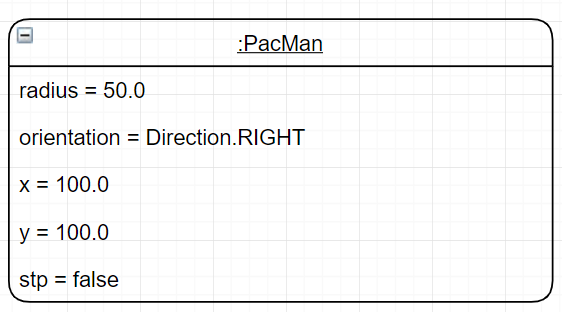 :PacMan
radius = 50.0
orientation = Direction.RIGHT
x = 100.0
y = 100.0
stp = false